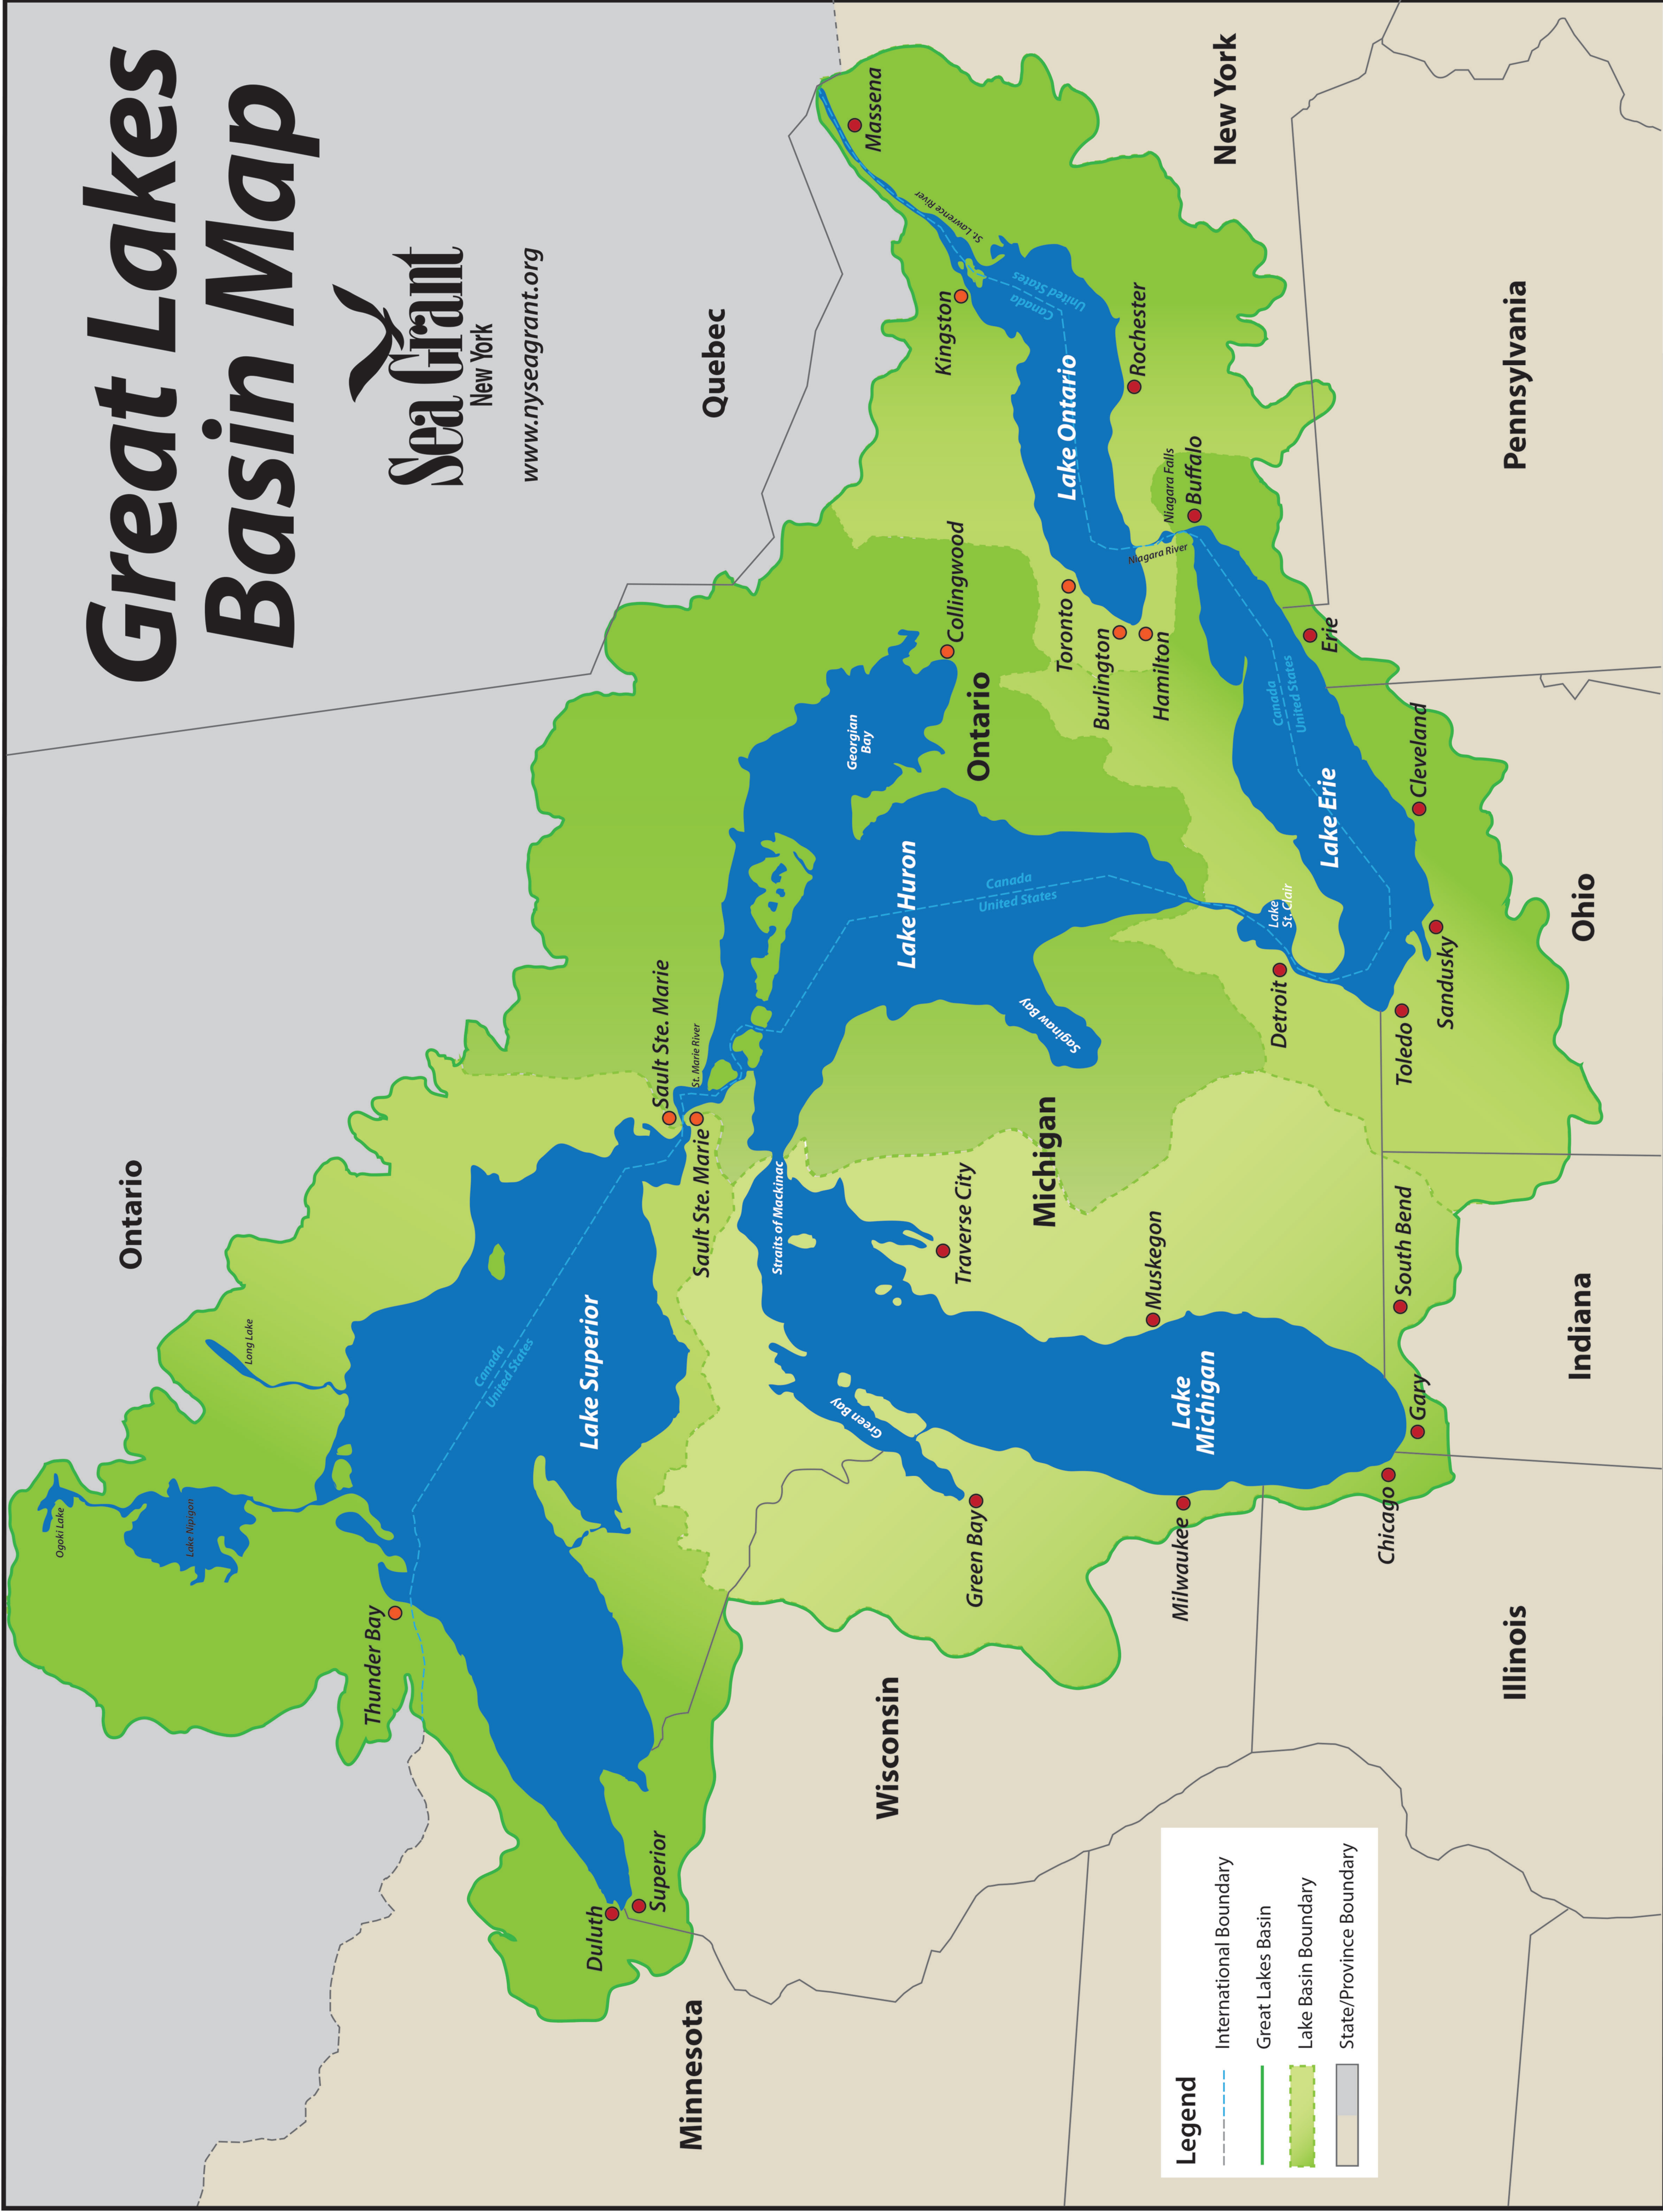 Great Lakes
Basin Map
Sea Grant
New York
www.nyseagrant.org
Ontario
Quebec
Ogoki Lake
Lake Nipigon
Long Lake
Thunder Bay
Canada
United States
Lake Superior
Duluth
Superior
Minnesota
Sault Ste. Marie
St. Marie River
Sault Ste. Marie
Straits of Mackinac
Georgian
Bay
Collingwood
Ontario
Lake Huron
Canada
United States
Saginaw Bay
Massena
St. Lawrence River
Kingston
Canada
United States
Lake Ontario
Rochester
Toronto
Burlington
Hamilton
Niagara Falls
Buffalo
Niagara River
New York
Traverse City
Michigan
Muskegon
Green Bay
Green Bay
Wisconsin
Milwaukee
Lake
Michigan
Lake
St. Clair
Detroit
Canada
United States
Lake Erie
Erie
Cleveland
Sandusky
Toledo
South Bend
Gary
Chicago
Pennsylvania
Ohio
Indiana
Illinois
Legend
International Boundary
Great Lakes Basin
Lake Basin Boundary
State/Province Boundary